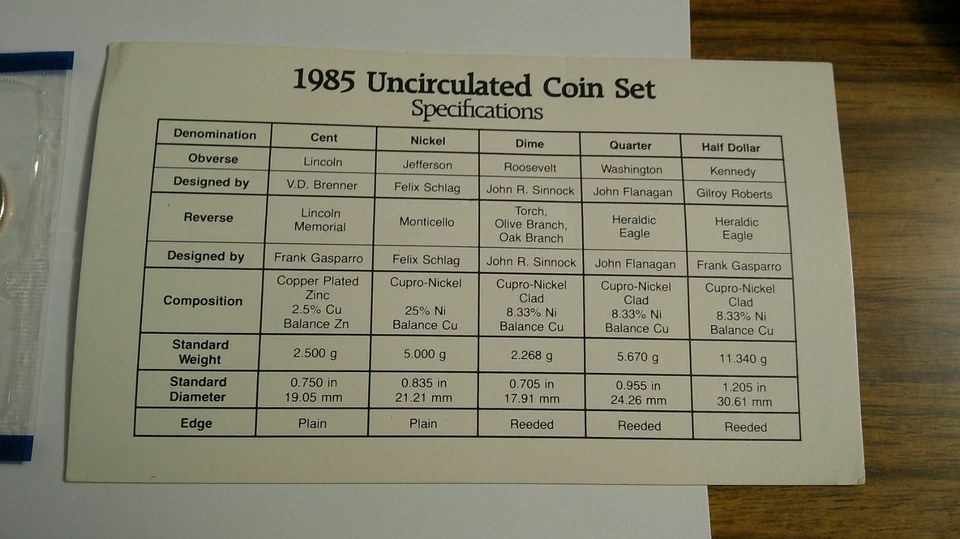 1985 Uncirculated Coin Set
Specifications
Denomination Cent Nickel Dime Quarter Half Dollar
Obverse Lincoln Jefferson Roosevelt Washington Kennedy
Designed by V.D. Brenner Felix Schlag John R. Sinnock John Flanagan Gilroy Roberts
Reverse Lincoln Memorial Monticello Torch, Olive Branch, Oak Branch Heraldic Eagle Heraldic Eagle
Designed by Frank Gasparro Felix Schlag John R. Sinnock John Flanagan Frank Gasparro
Composition Copper Plated Zinc 2.5% Cu Balance Zn Cupro-Nickel 25% Ni Balance Cu Cupro-Nickel Clad 8.33% Ni Balance Cu Cupro-Nickel Clad 8.33% Ni Balance Cu Cupro-Nickel Clad 8.33% Ni Balance Cu
Standard Weight 2.500 g 5.000 g 2.268 g 5.670 g 11.340 g
Standard Diameter 0.750 in 19.05 mm 0.835 in 21.21 mm 0.705 in 17.91 mm 0.955 in 24.26 mm 1.205 in 30.61 mm
Edge Plain Plain Reeded Reeded Reeded